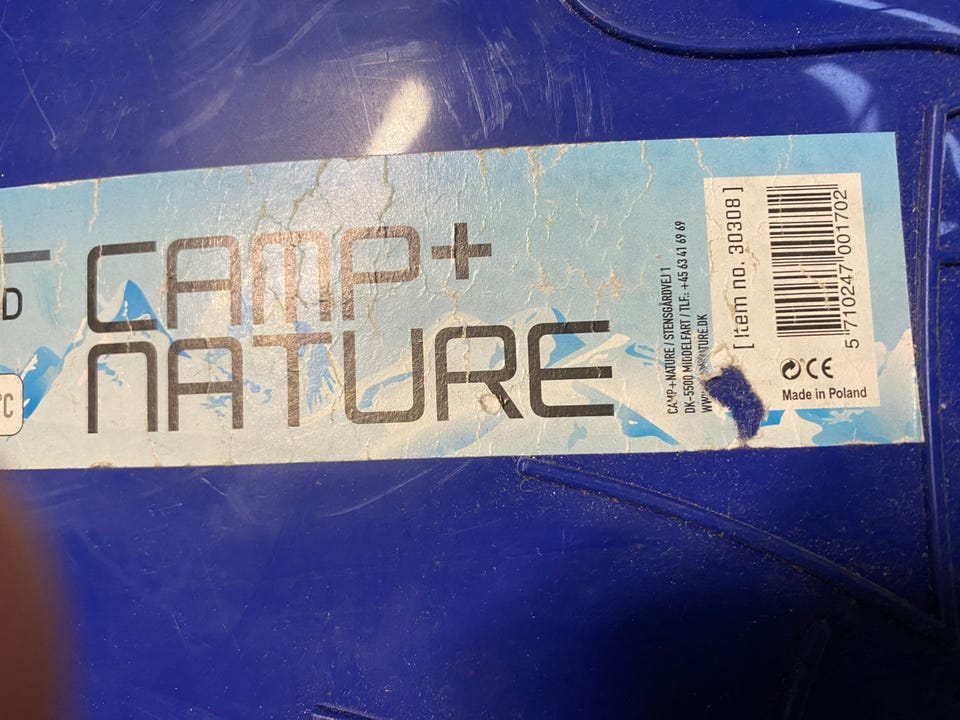 D
CAMP+
NATURE
PC
CAMP+NATURE / STENSGÅRDVEJ 1
DK-5500 MIDDELFART / TLF: +45 63 41 69 69
[ Item no. 30308 ]
5 710247 001702
CE
Made in Poland